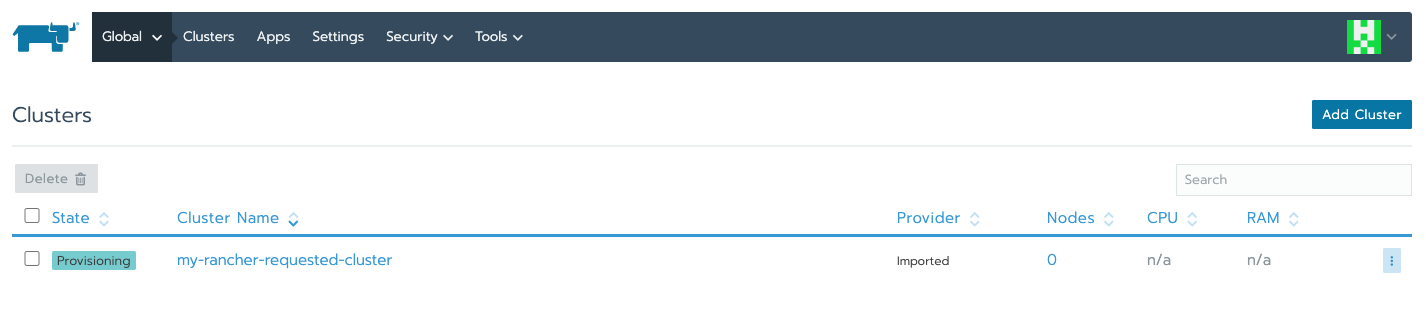 Global Clusters Apps Settings Security Tools
Clusters
Add Cluster
Delete
Search
State Cluster Name Provider Nodes CPU RAM
Provisioning my-rancher-requested-cluster Imported 0 n/a n/a